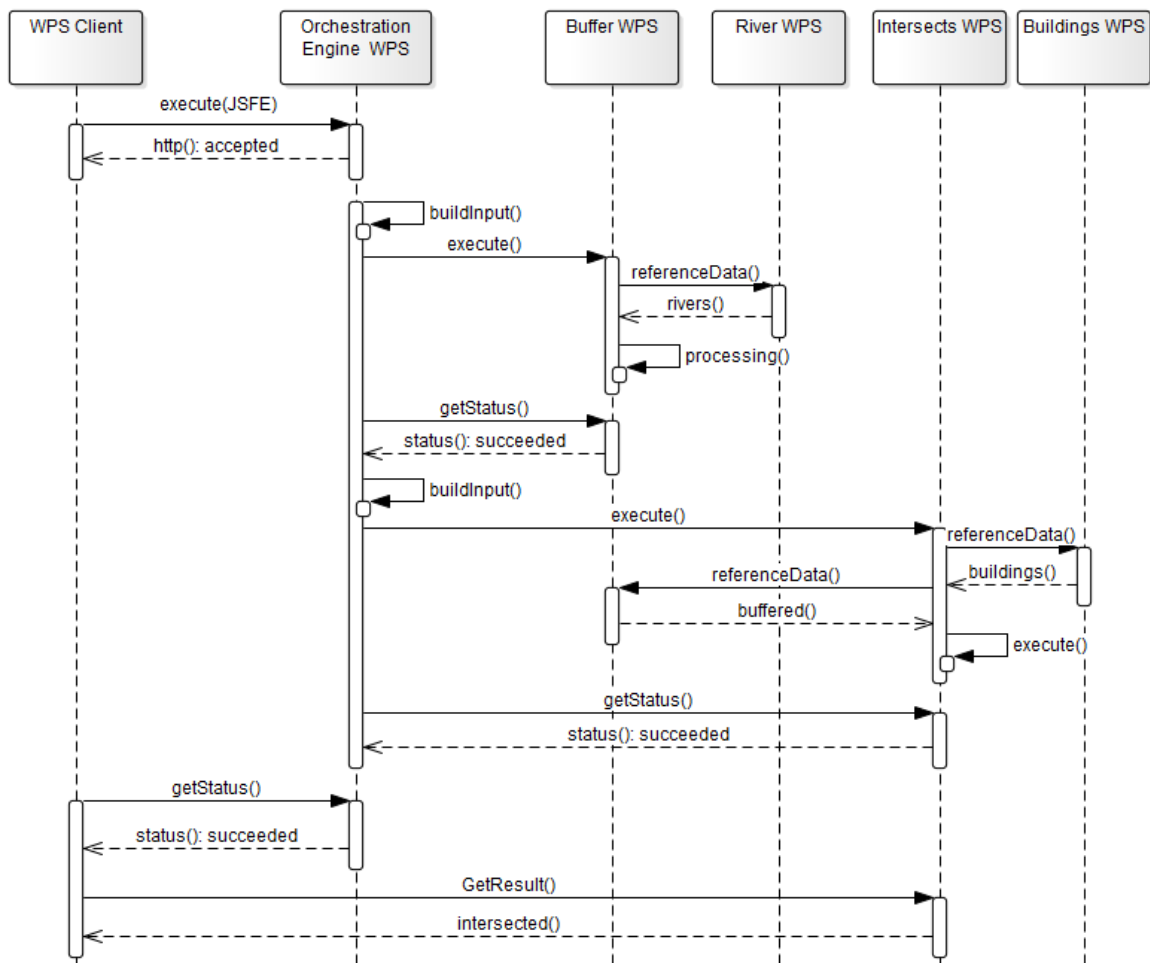 WPS Client
Orchestration
Engine WPS
Buffer WPS
River WPS
Intersects WPS
Buildings WPS
execute(JSFE)
http(): accepted
buildInput()
execute()
referenceData()
rivers()
processing()
getStatus()
status(): succeeded
buildInput()
execute()
referenceData()
buildings()
referenceData()
buffered()
execute()
getStatus()
status(): succeeded
getStatus()
status(): succeeded
GetResult()
intersected()